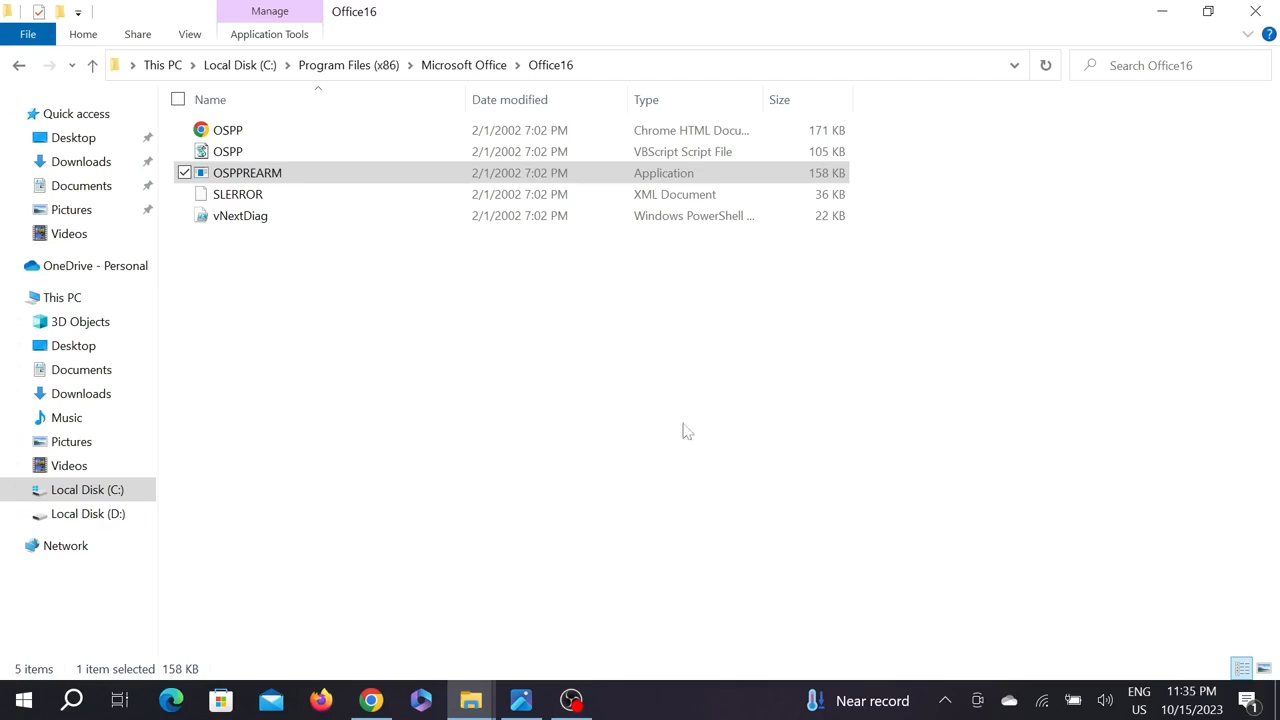 Manage
Office16
File
Home
Share
View
Application Tools
This PC
Local Disk (C:)
Program Files (x86)
Microsoft Office
Office16
Search Office16
Name
Date modified
Type
Size
OSPP 2/1/2002 7:02 PM Chrome HTML Docu... 171 KB
OSPP 2/1/2002 7:02 PM VBScript Script File 105 KB
OSPPREARM 2/1/2002 7:02 PM Application 158 KB
SLERROR 2/1/2002 7:02 PM XML Document 36 KB
vNextDiag 2/1/2002 7:02 PM Windows PowerShell ... 22 KB
Quick access
Desktop
Downloads
Documents
Pictures
Videos
OneDrive - Personal
This PC
3D Objects
Desktop
Documents
Downloads
Music
Pictures
Videos
Local Disk (C:)
Local Disk (D:)
Network
5 items
1 item selected 158 KB
Near record
ENG
US
11:35 PM
10/15/2023
1